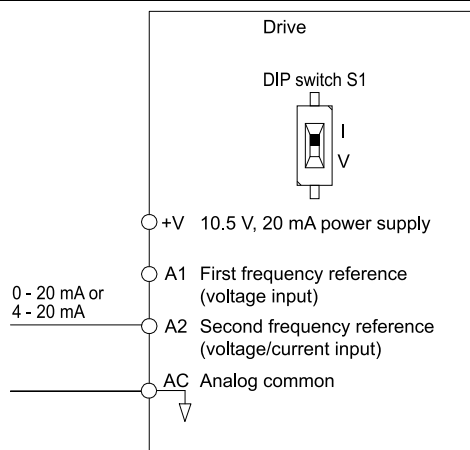 Drive
DIP switch S1
I
V
+V 10.5 V, 20 mA power supply
A1 First frequency reference
(voltage input)
0 - 20 mA or
4 - 20 mA
A2 Second frequency reference
(voltage/current input)
AC Analog common